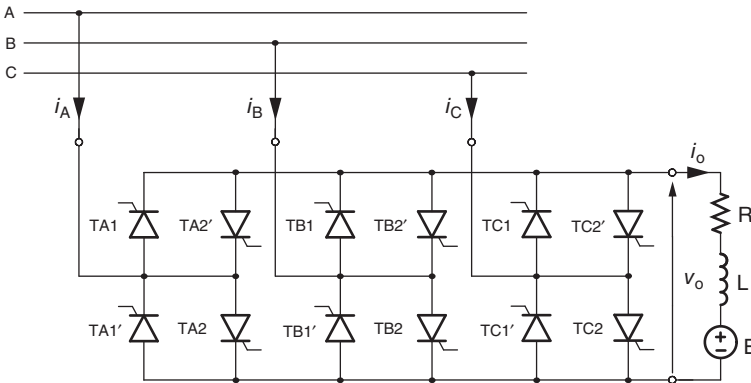 A
B
C
iA
iB
iC
io
TA1
TA2′
TB1
TB2′
TC1
TC2′
R
vo
L
TA1′
TA2
TB1′
TB2
TC1′
TC2
E